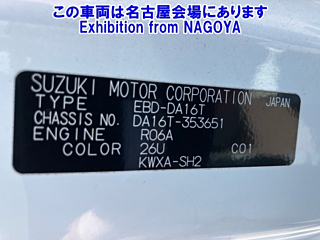 この車両は名古屋会場にあります
Exhibition from NAGOYA
SUZUKI MOTOR CORPORATION JAPAN
TYPE EBD-DA16T
CHASSIS NO. DA16T-353651
ENGINE R06A
COLOR 26U C01
KWXA-SH2